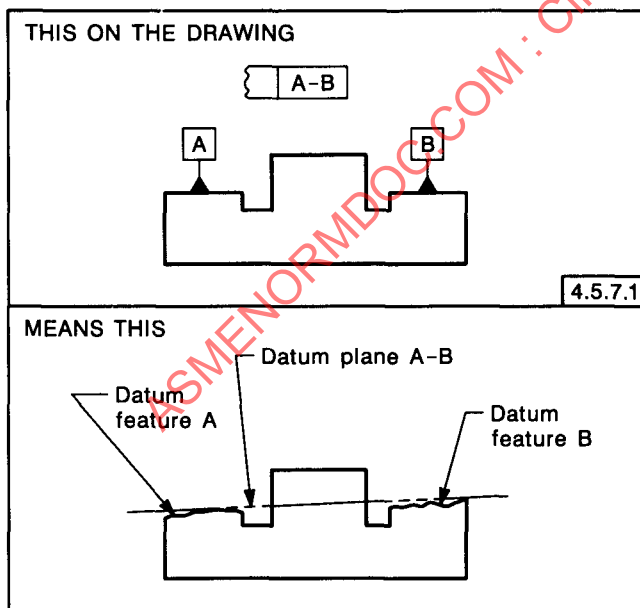 THIS ON THE DRAWING
A-B
A
B
4.5.7.1
MEANS THIS
Datum plane A-B
Datum
feature A
Datum
feature B
ASMENORMDOC.COM :